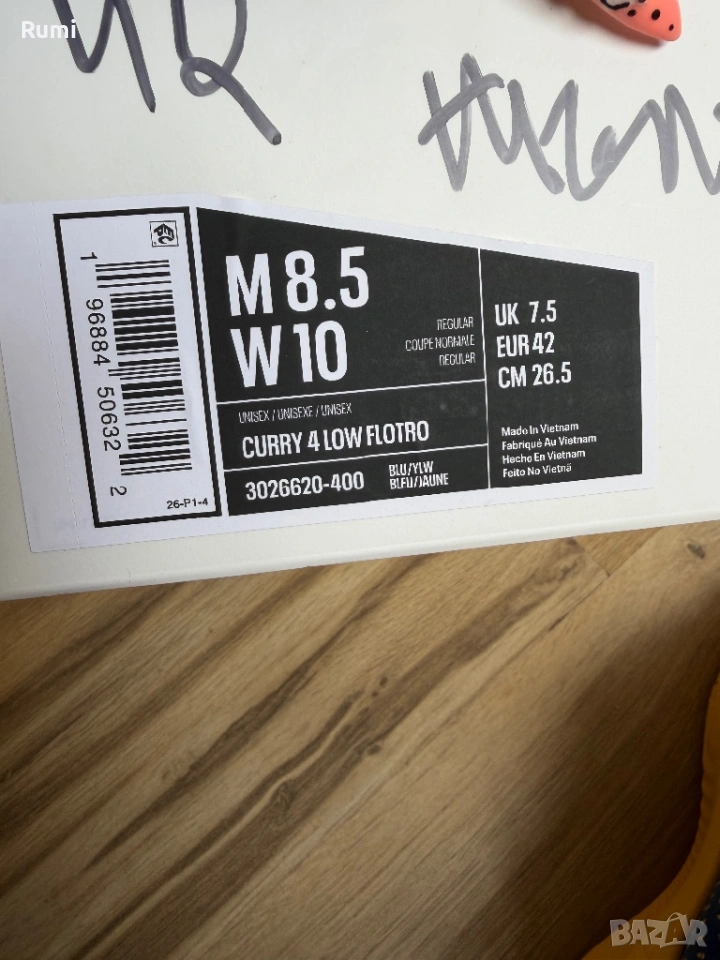 Rumi
42
M 8.5
W 10
REGULAR
COUPE NORMALE
REGULAR
UK 7.5
EUR 42
CM 26.5
UNISEX / UNISEXE / UNISEX
CURRY 4 LOW FLOTRO
3026620-400
BLU/YLW
BLEU/JAUNE
Made In Vietnam
Fabriqué Au Vietnam
Hecho En Vietnam
Feito No Vietnã
1 96884 50632 2
26-P1-4
BAZAR